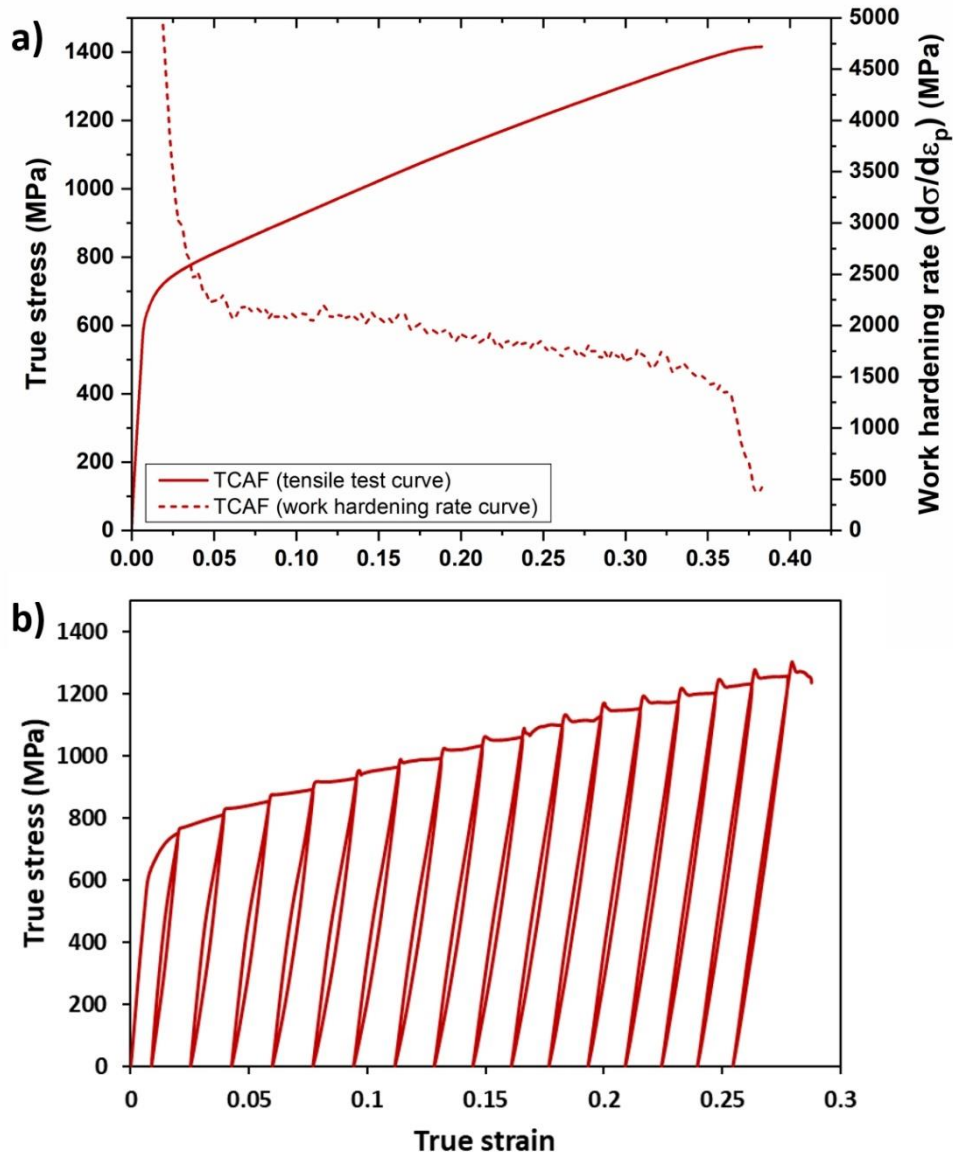 a)
1400
1200
1000
800
600
400
200
0
True stress (MPa)
5000
4500
4000
3500
3000
2500
2000
1500
1000
500
0
Work hardening rate (dσ/dεp) (MPa)
TCAF (tensile test curve)
TCAF (work hardening rate curve)
0.00 0.05 0.10 0.15 0.20 0.25 0.30 0.35 0.40
b)
1400
1200
1000
800
600
400
200
0
True stress (MPa)
0 0.05 0.1 0.15 0.2 0.25 0.3
True strain